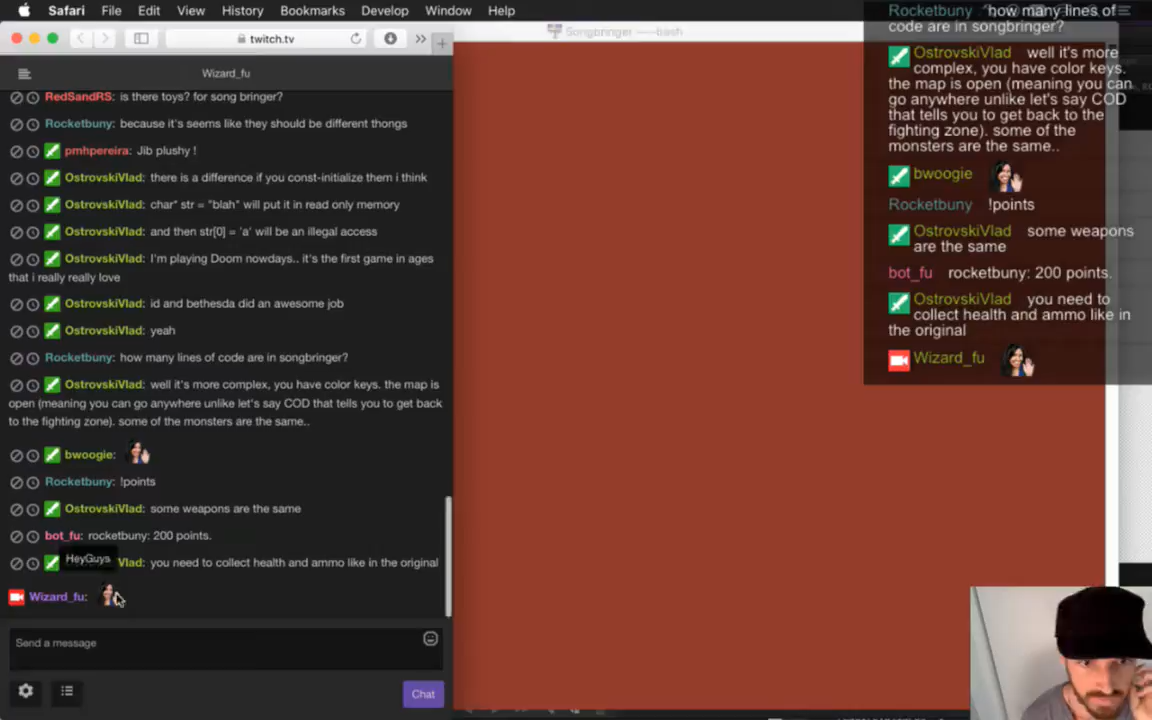 Safari File Edit View History Bookmarks Develop Window Help
twitch.tv
Wizard_fu
RedSandRS: is there toys? for song bringer?
Rocketbuny: because it's seems like they should be different thongs
pmhpereira: Jib plushy !
OstrovskiVlad: there is a difference if you const-initialize them i think
OstrovskiVlad: char* str = "blah" will put it in read only memory
OstrovskiVlad: and then str[0] = 'a' will be an illegal access
OstrovskiVlad: I'm playing Doom nowdays.. it's the first game in ages
that i really really love
OstrovskiVlad: id and bethesda did an awesome job
OstrovskiVlad: yeah
Rocketbuny: how many lines of code are in songbringer?
OstrovskiVlad: well it's more complex, you have color keys. the map is
open (meaning you can go anywhere unlike let's say COD that tells you to get back
to the fighting zone). some of the monsters are the same..
bwoogie:
Rocketbuny: !points
OstrovskiVlad: some weapons are the same
bot_fu: rocketbuny: 200 points.
HeyGuys
Vlad: you need to collect health and ammo like in the original
Wizard_fu:
Send a message
Chat
Songbringer — -bash
Rocketbuny how many lines of
code are in songbringer?
OstrovskiVlad well it's more
complex, you have color keys.
the map is open (meaning you can
go anywhere unlike let's say COD
that tells you to get back to the
fighting zone). some of the
monsters are the same..
bwoogie
Rocketbuny !points
OstrovskiVlad some weapons
are the same
bot_fu rocketbuny: 200 points.
OstrovskiVlad you need to
collect health and ammo like in
the original
Wizard_fu